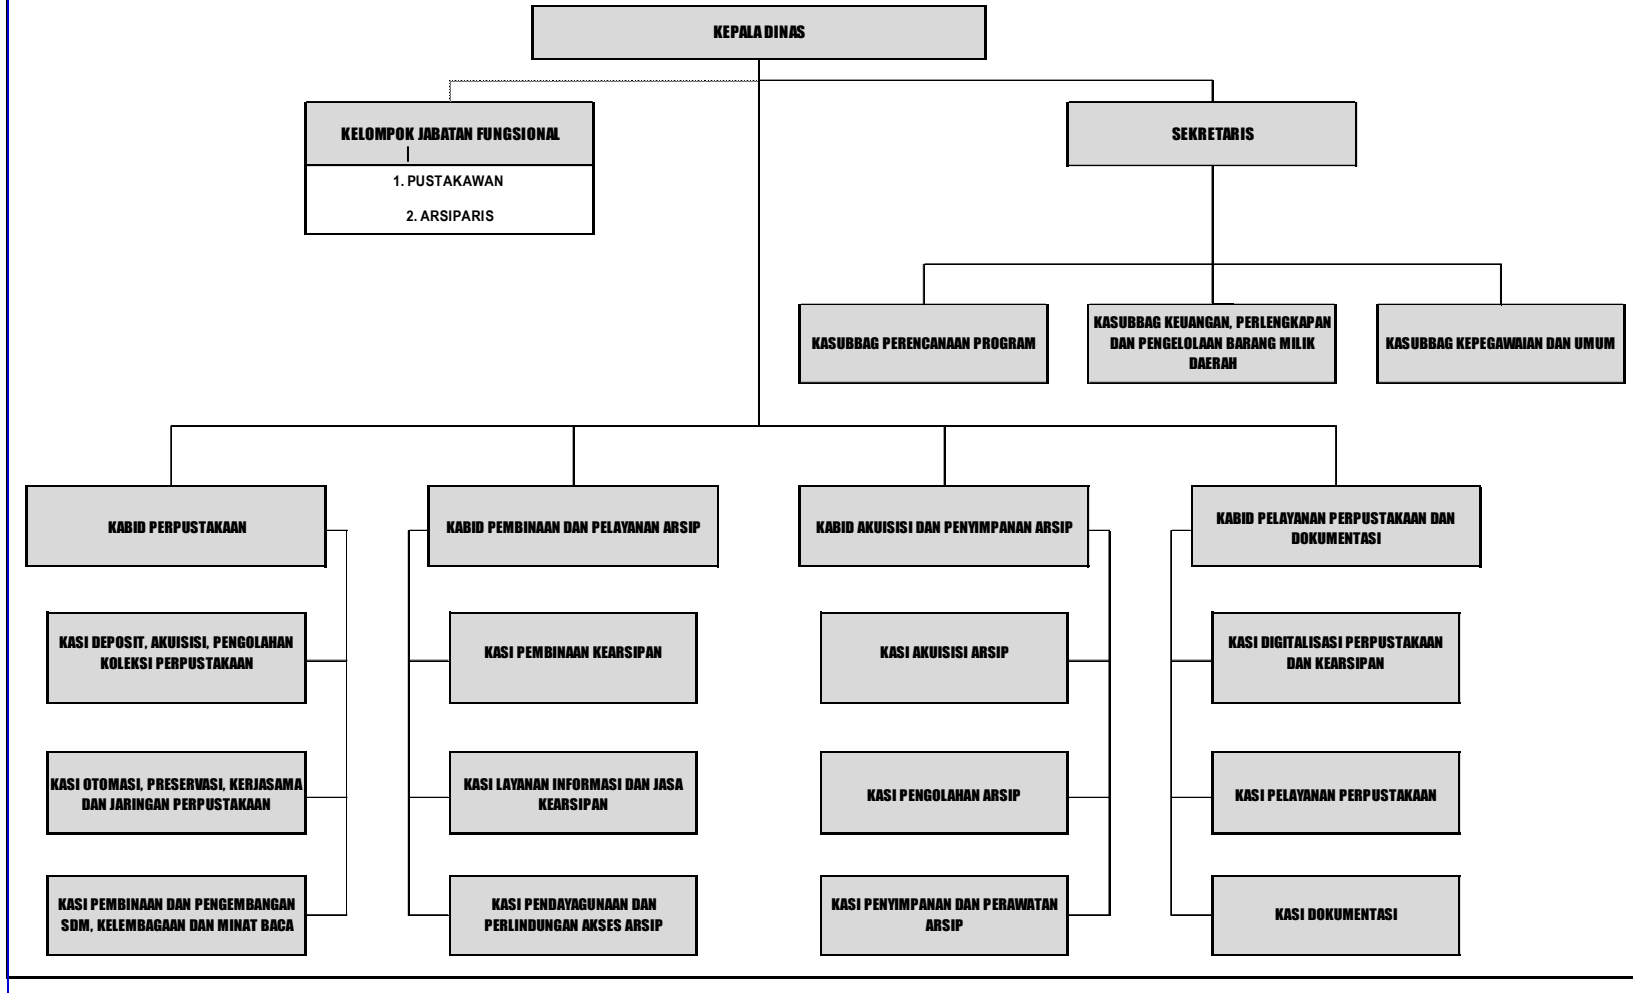 KEPALA DINAS
KELOMPOK JABATAN FUNGSIONAL
1. PUSTAKAWAN
2. ARSIPARIS
SEKRETARIS
KASUBBAG PERENCANAAN PROGRAM
KASUBBAG KEUANGAN, PERLENGKAPAN
DAN PENGELOLAAN BARANG MILIK
DAERAH
KASUBBAG KEPEGAWAIAN DAN UMUM
KABID PERPUSTAKAAN
KABID PEMBINAAN DAN PELAYANAN ARSIP
KABID AKUISISI DAN PENYIMPANAN ARSIP
KABID PELAYANAN PERPUSTAKAAN DAN
DOKUMENTASI
KASI DEPOSIT, AKUISISI, PENGOLAHAN
KOLEKSI PERPUSTAKAAN
KASI PEMBINAAN KEARSIPAN
KASI AKUISISI ARSIP
KASI DIGITALISASI PERPUSTAKAAN
DAN KEARSIPAN
KASI OTOMASI, PRESERVASI, KERJASAMA
DAN JARINGAN PERPUSTAKAAN
KASI LAYANAN INFORMASI DAN JASA
KEARSIPAN
KASI PENGOLAHAN ARSIP
KASI PELAYANAN PERPUSTAKAAN
KASI PEMBINAAN DAN PENGEMBANGAN
SDM, KELEMBAGAAN DAN MINAT BACA
KASI PENDAYAGUNAAN DAN
PERLINDUNGAN AKSES ARSIP
KASI PENYIMPANAN DAN PERAWATAN
ARSIP
KASI DOKUMENTASI